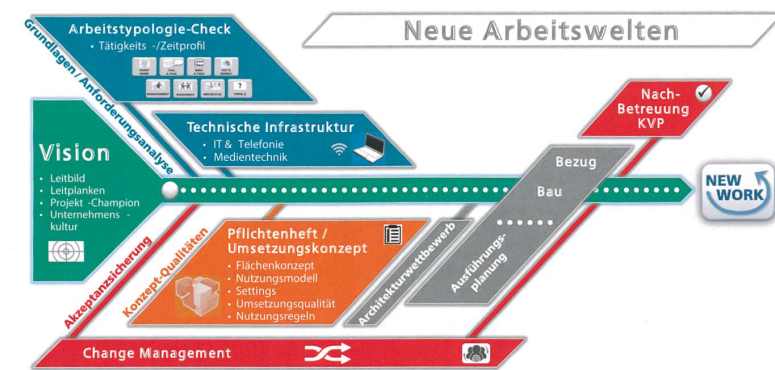 Neue Arbeitswelten
Arbeitstypologie-Check
• Tätigkeits -/Zeitprofil
Grundlagen / Anforderungsanalyse
Technische Infrastruktur
• IT & Telefonie
• Medientechnik
Vision
• Leitbild
• Leitplanken
• Projekt -Champion
• Unternehmens -
kultur
Nach-
Betreuung
KVP
Bezug
Bau
Ausführungs-
planung
NEW
WORK
Akzeptanzsicherung
Konzept-Qualitäten
Pflichtenheft /
Umsetzungskonzept
• Flächenkonzept
• Nutzungsmodell
• Settings
• Umsetzungsqualität
• Nutzungsregeln
Architekturwettbewerb
Change Management